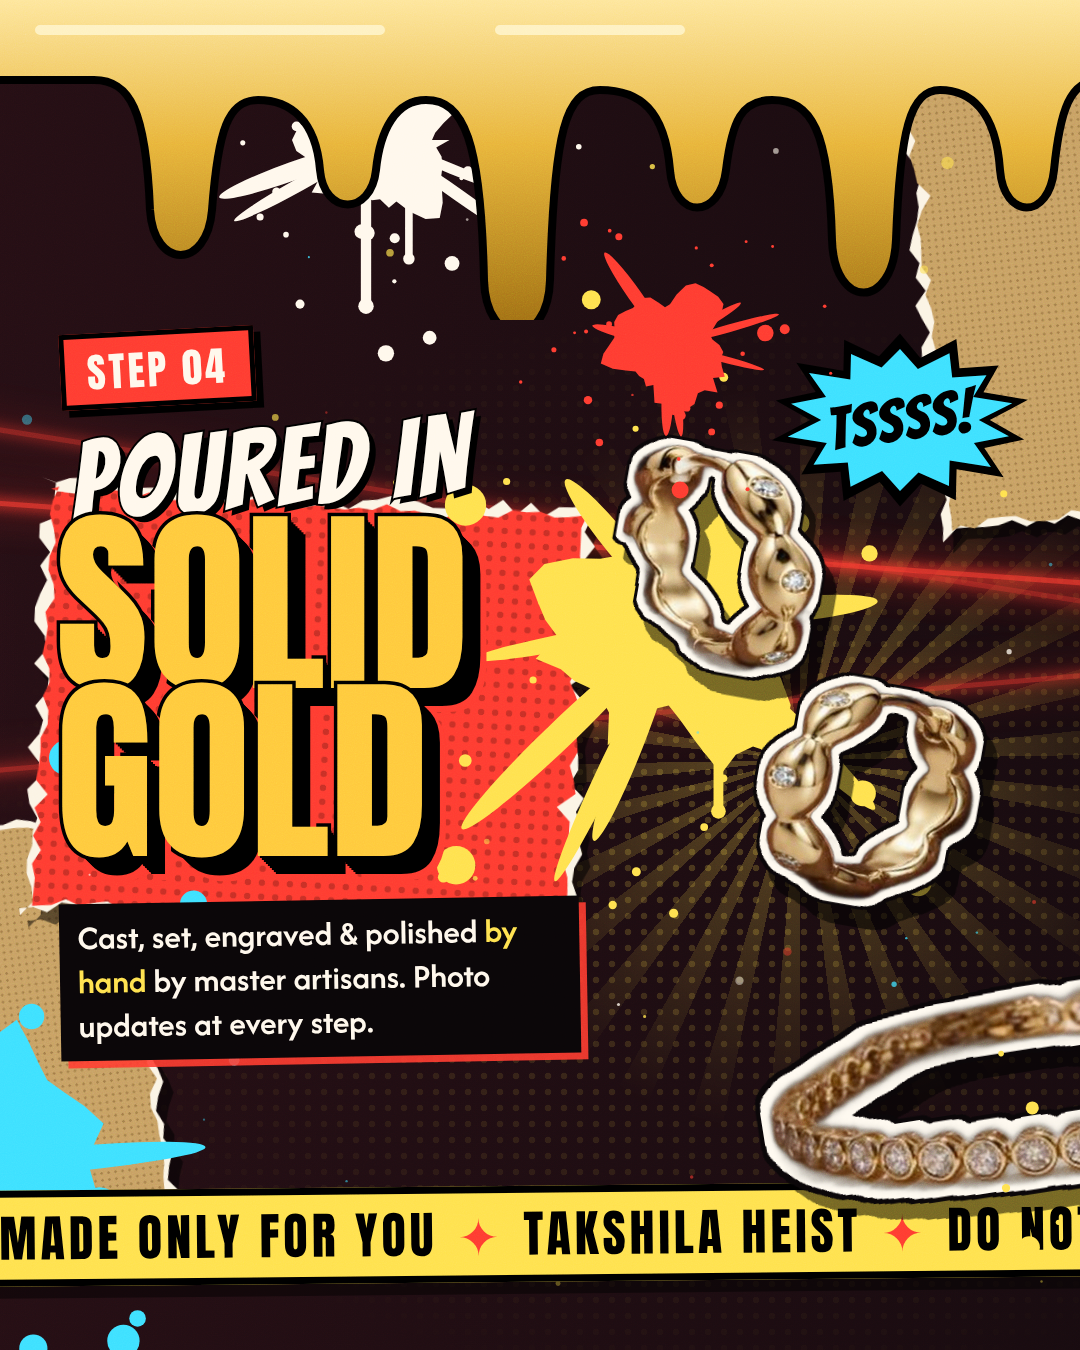 STEP 04
TSSSS!
POURED IN
SOLID
GOLD
Cast, set, engraved & polished by
hand by master artisans. Photo
updates at every step.
MADE ONLY FOR YOU ✦ TAKSHILA HEIST ✦ DO